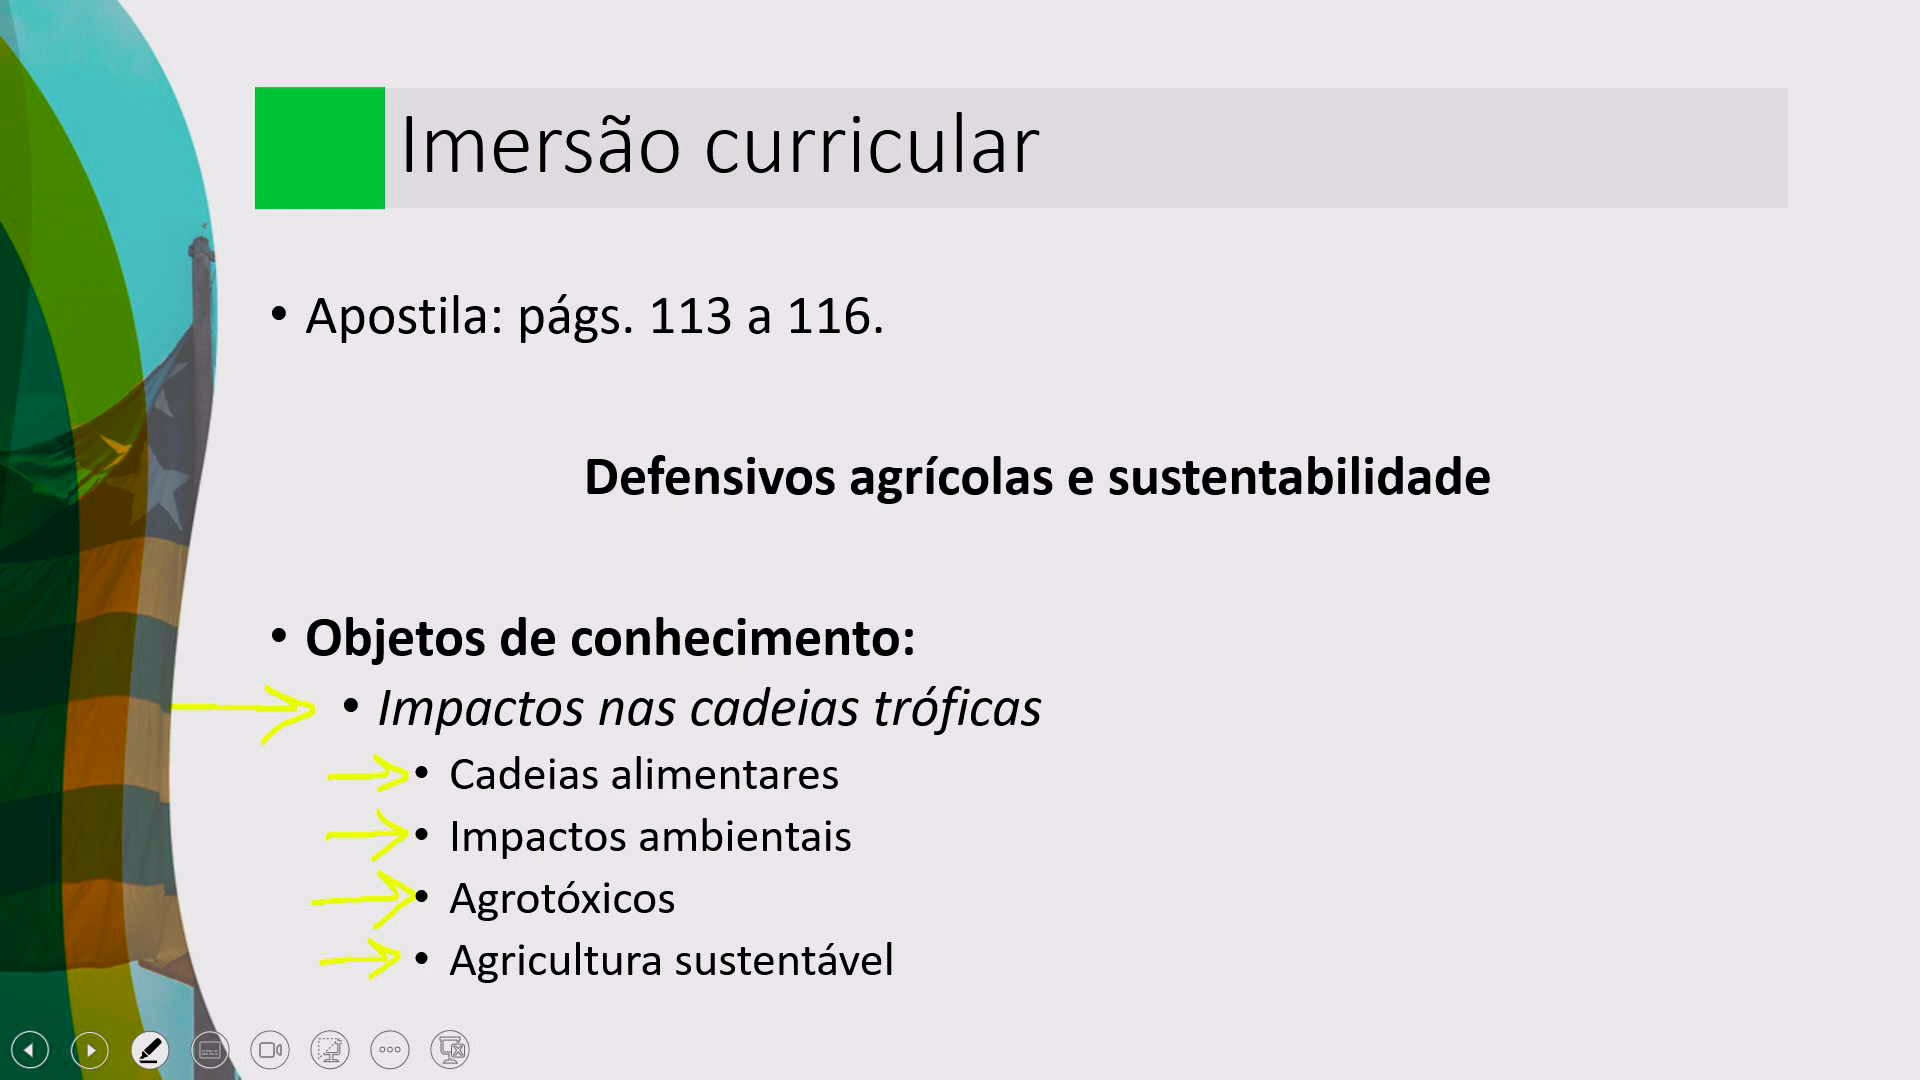 Imersão curricular
• Apostila: págs. 113 a 116.
Defensivos agrícolas e sustentabilidade
• Objetos de conhecimento:
• Impactos nas cadeias tróficas
• Cadeias alimentares
• Impactos ambientais
• Agrotóxicos
• Agricultura sustentável